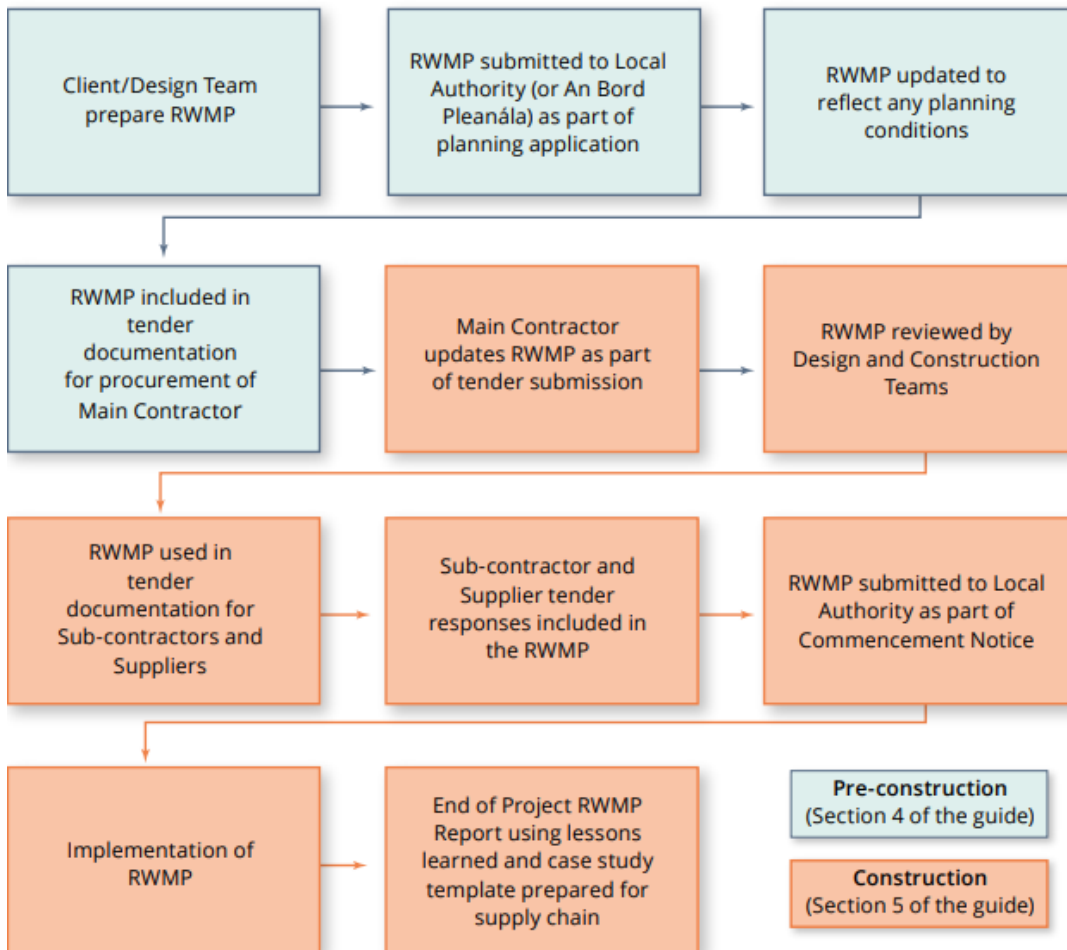 Client/Design Team
prepare RWMP
RWMP submitted to Local
Authority (or An Bord
Pleanála) as part of
planning application
RWMP updated to
reflect any planning
conditions
RWMP included in
tender
documentation
for procurement of
Main Contractor
Main Contractor
updates RWMP as part
of tender submission
RWMP reviewed by
Design and Construction
Teams
RWMP used in
tender
documentation for
Sub-contractors and
Suppliers
Sub-contractor and
Supplier tender
responses included in
the RWMP
RWMP submitted to Local
Authority as part of
Commencement Notice
Implementation of
RWMP
End of Project RWMP
Report using lessons
learned and case study
template prepared for
supply chain
Pre-construction
(Section 4 of the guide)
Construction
(Section 5 of the guide)